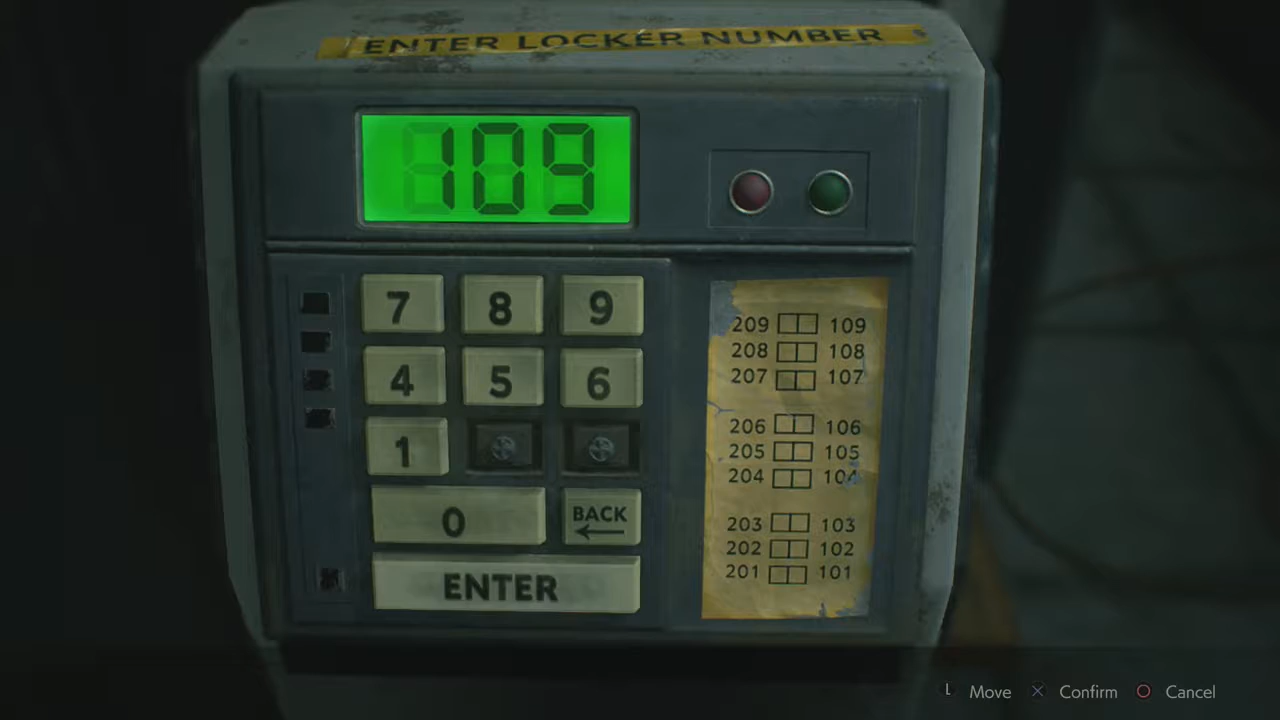 ENTER LOCKER NUMBER
109
7 8 9
4 5 6
1
0 BACK
ENTER
209 109
208 108
207 107
206 106
205 105
204 104
203 103
202 102
201 101
L Move X Confirm O Cancel